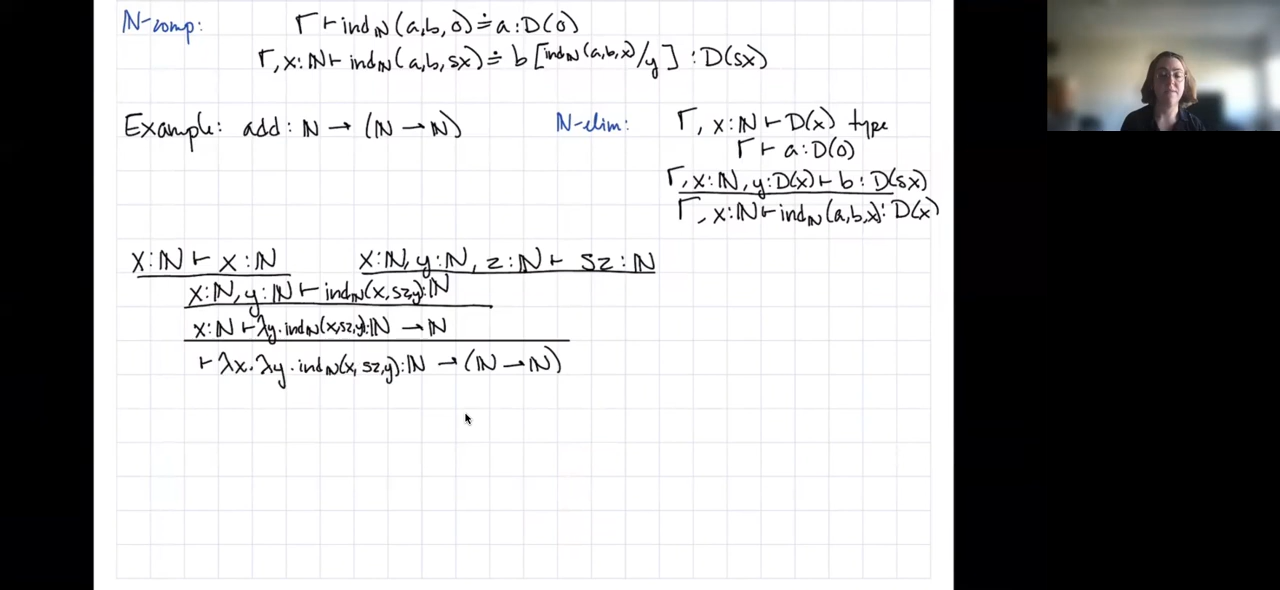 ℕ-comp: Γ ⊢ ind_ℕ(a,b,0) ≐ a : D(0)
Γ, x:ℕ ⊢ ind_ℕ(a,b,sx) ≐ b[ind_ℕ(a,b,x)/y] : D(sx)
Example: add : ℕ → (ℕ → ℕ)
ℕ-elim: Γ, x:ℕ ⊢ D(x) type
Γ ⊢ a : D(0)
Γ, x:ℕ, y:D(x) ⊢ b : D(sx)
Γ, x:ℕ ⊢ ind_ℕ(a,b,x) : D(x)
x:ℕ ⊢ x:ℕ x:ℕ, y:ℕ, z:ℕ ⊢ sz:ℕ
x:ℕ, y:ℕ ⊢ ind_ℕ(x,sz,y):ℕ
x:ℕ ⊢ λy.ind_ℕ(x,sz,y):ℕ → ℕ
⊢ λx.λy.ind_ℕ(x,sz,y):ℕ → (ℕ → ℕ)